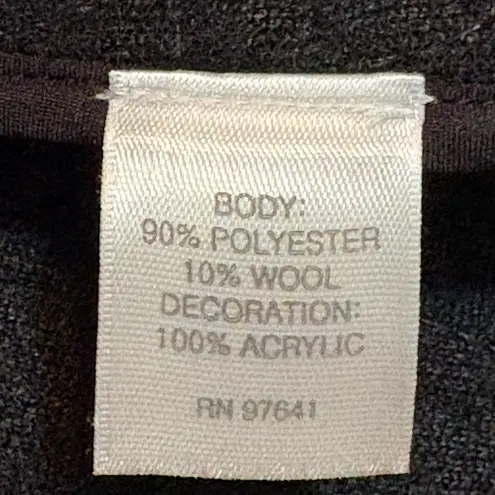 BODY:
90% POLYESTER
10% WOOL
DECORATION:
100% ACRYLIC
RN 97641